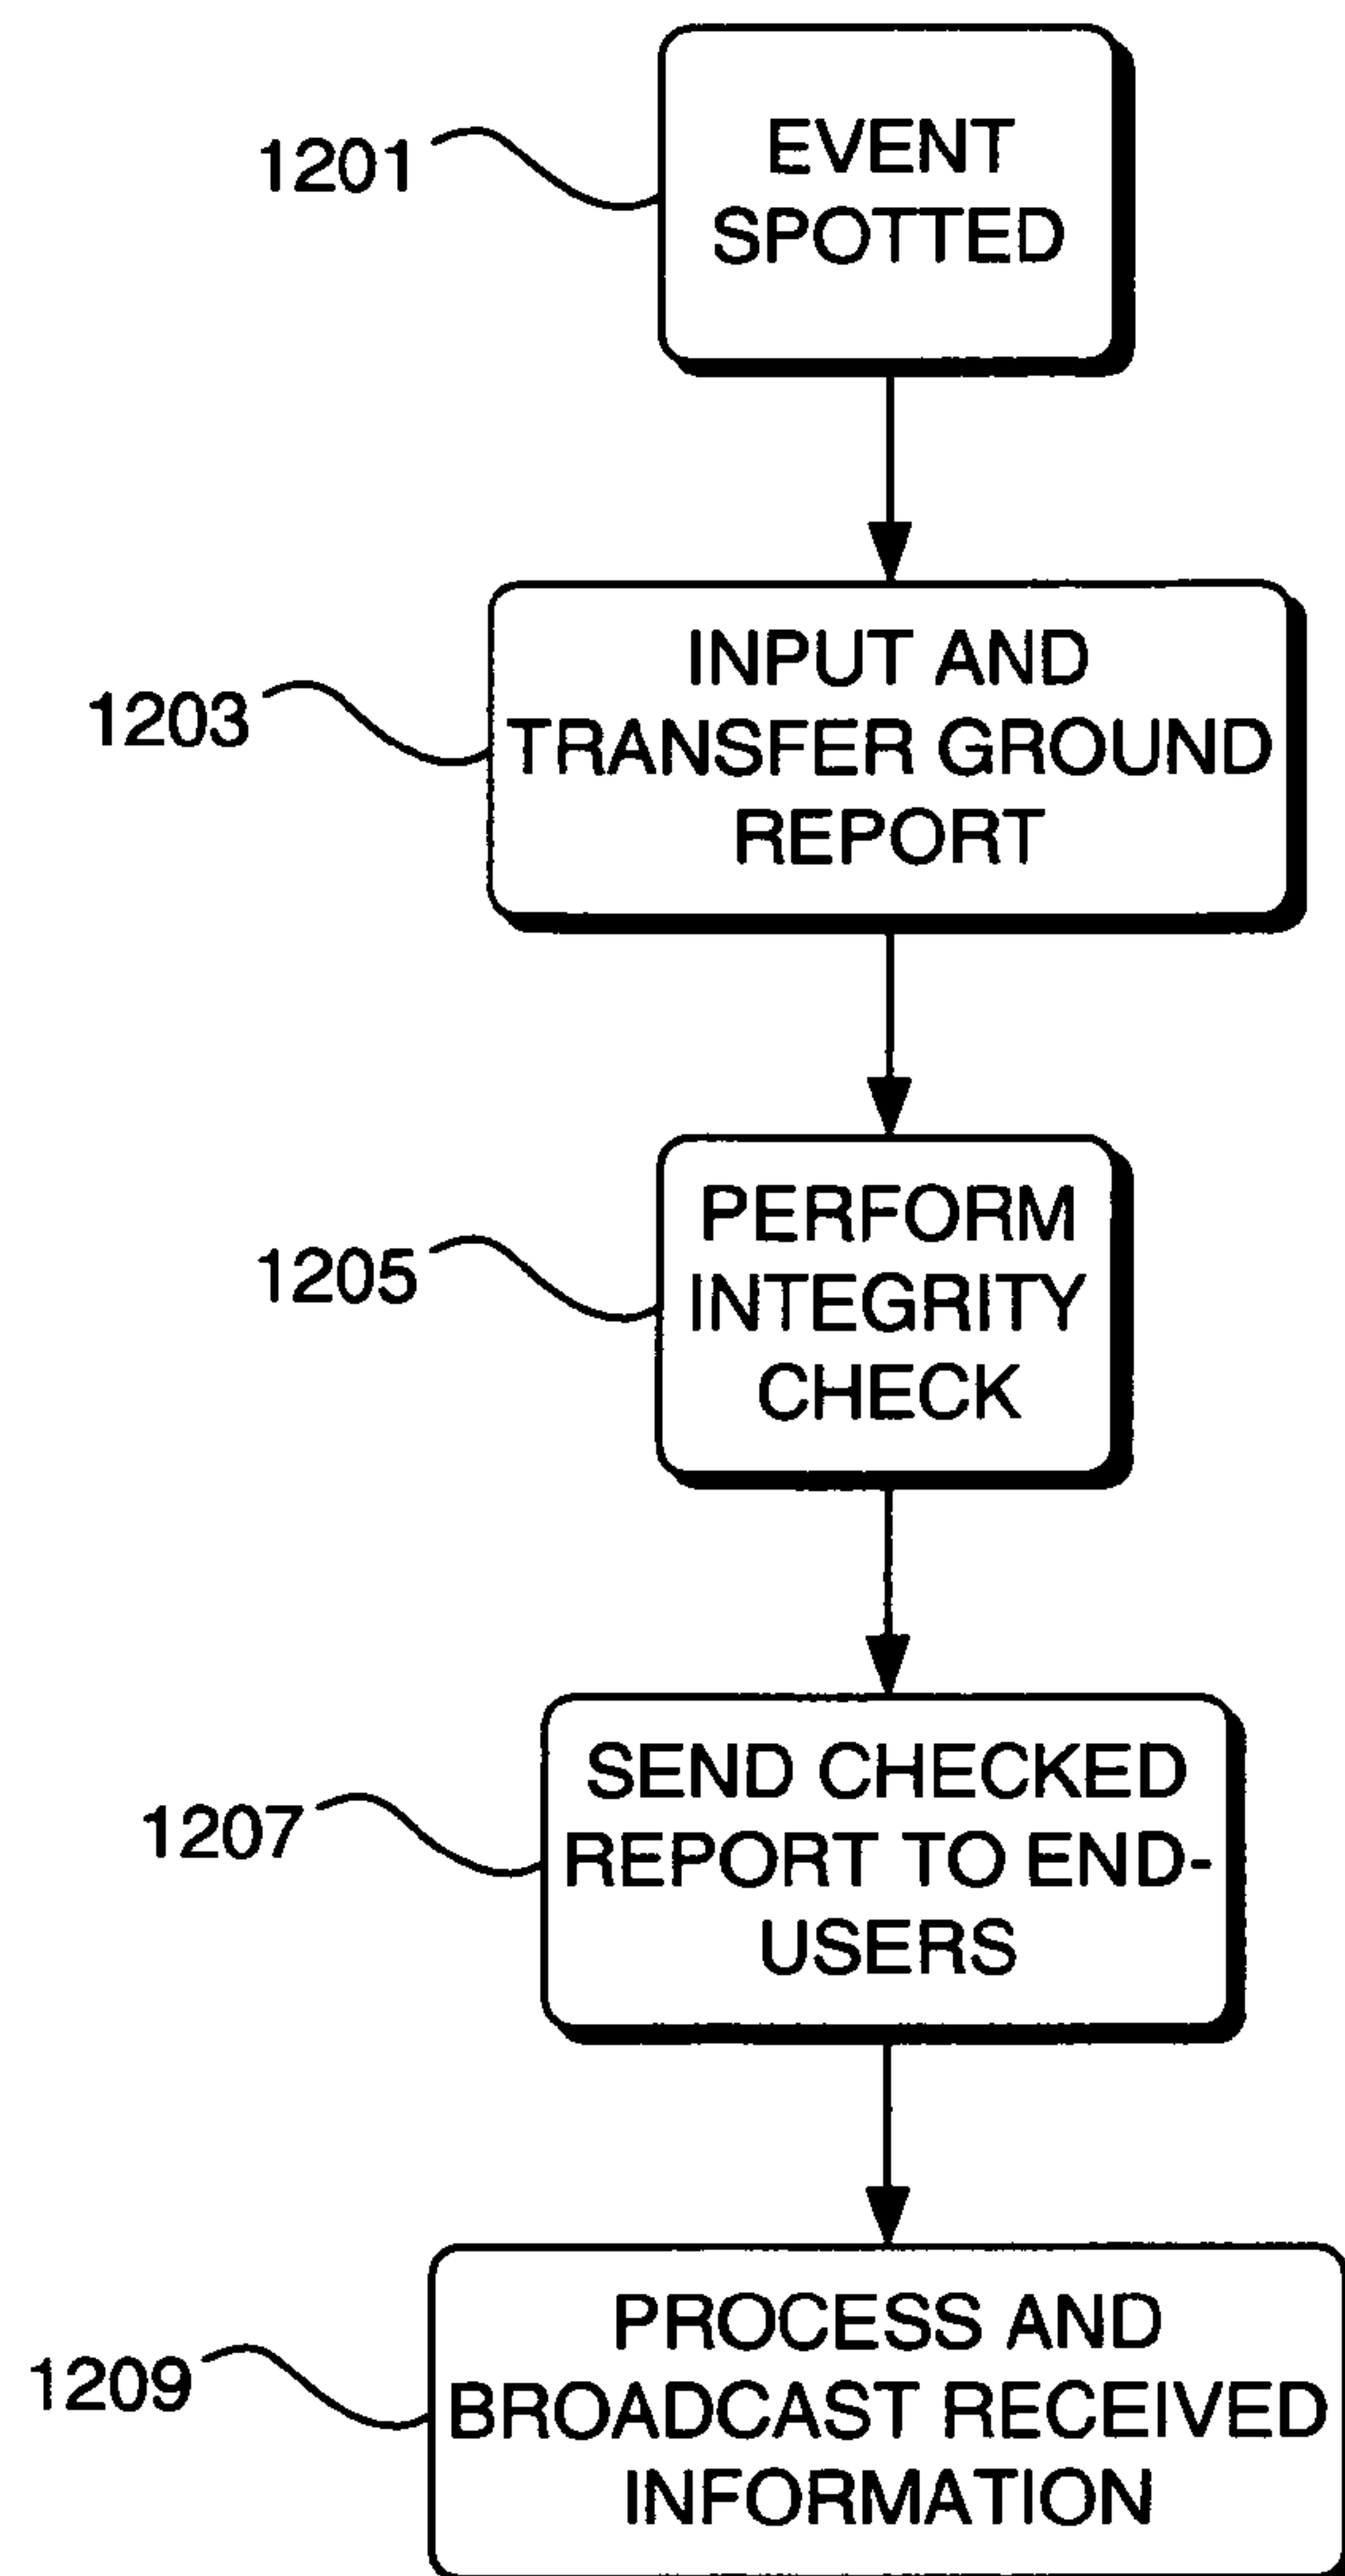 1201
EVENT
SPOTTED
1203
INPUT AND
TRANSFER GROUND
REPORT
1205
PERFORM
INTEGRITY
CHECK
1207
SEND CHECKED
REPORT TO END-
USERS
1209
PROCESS AND
BROADCAST RECEIVED
INFORMATION